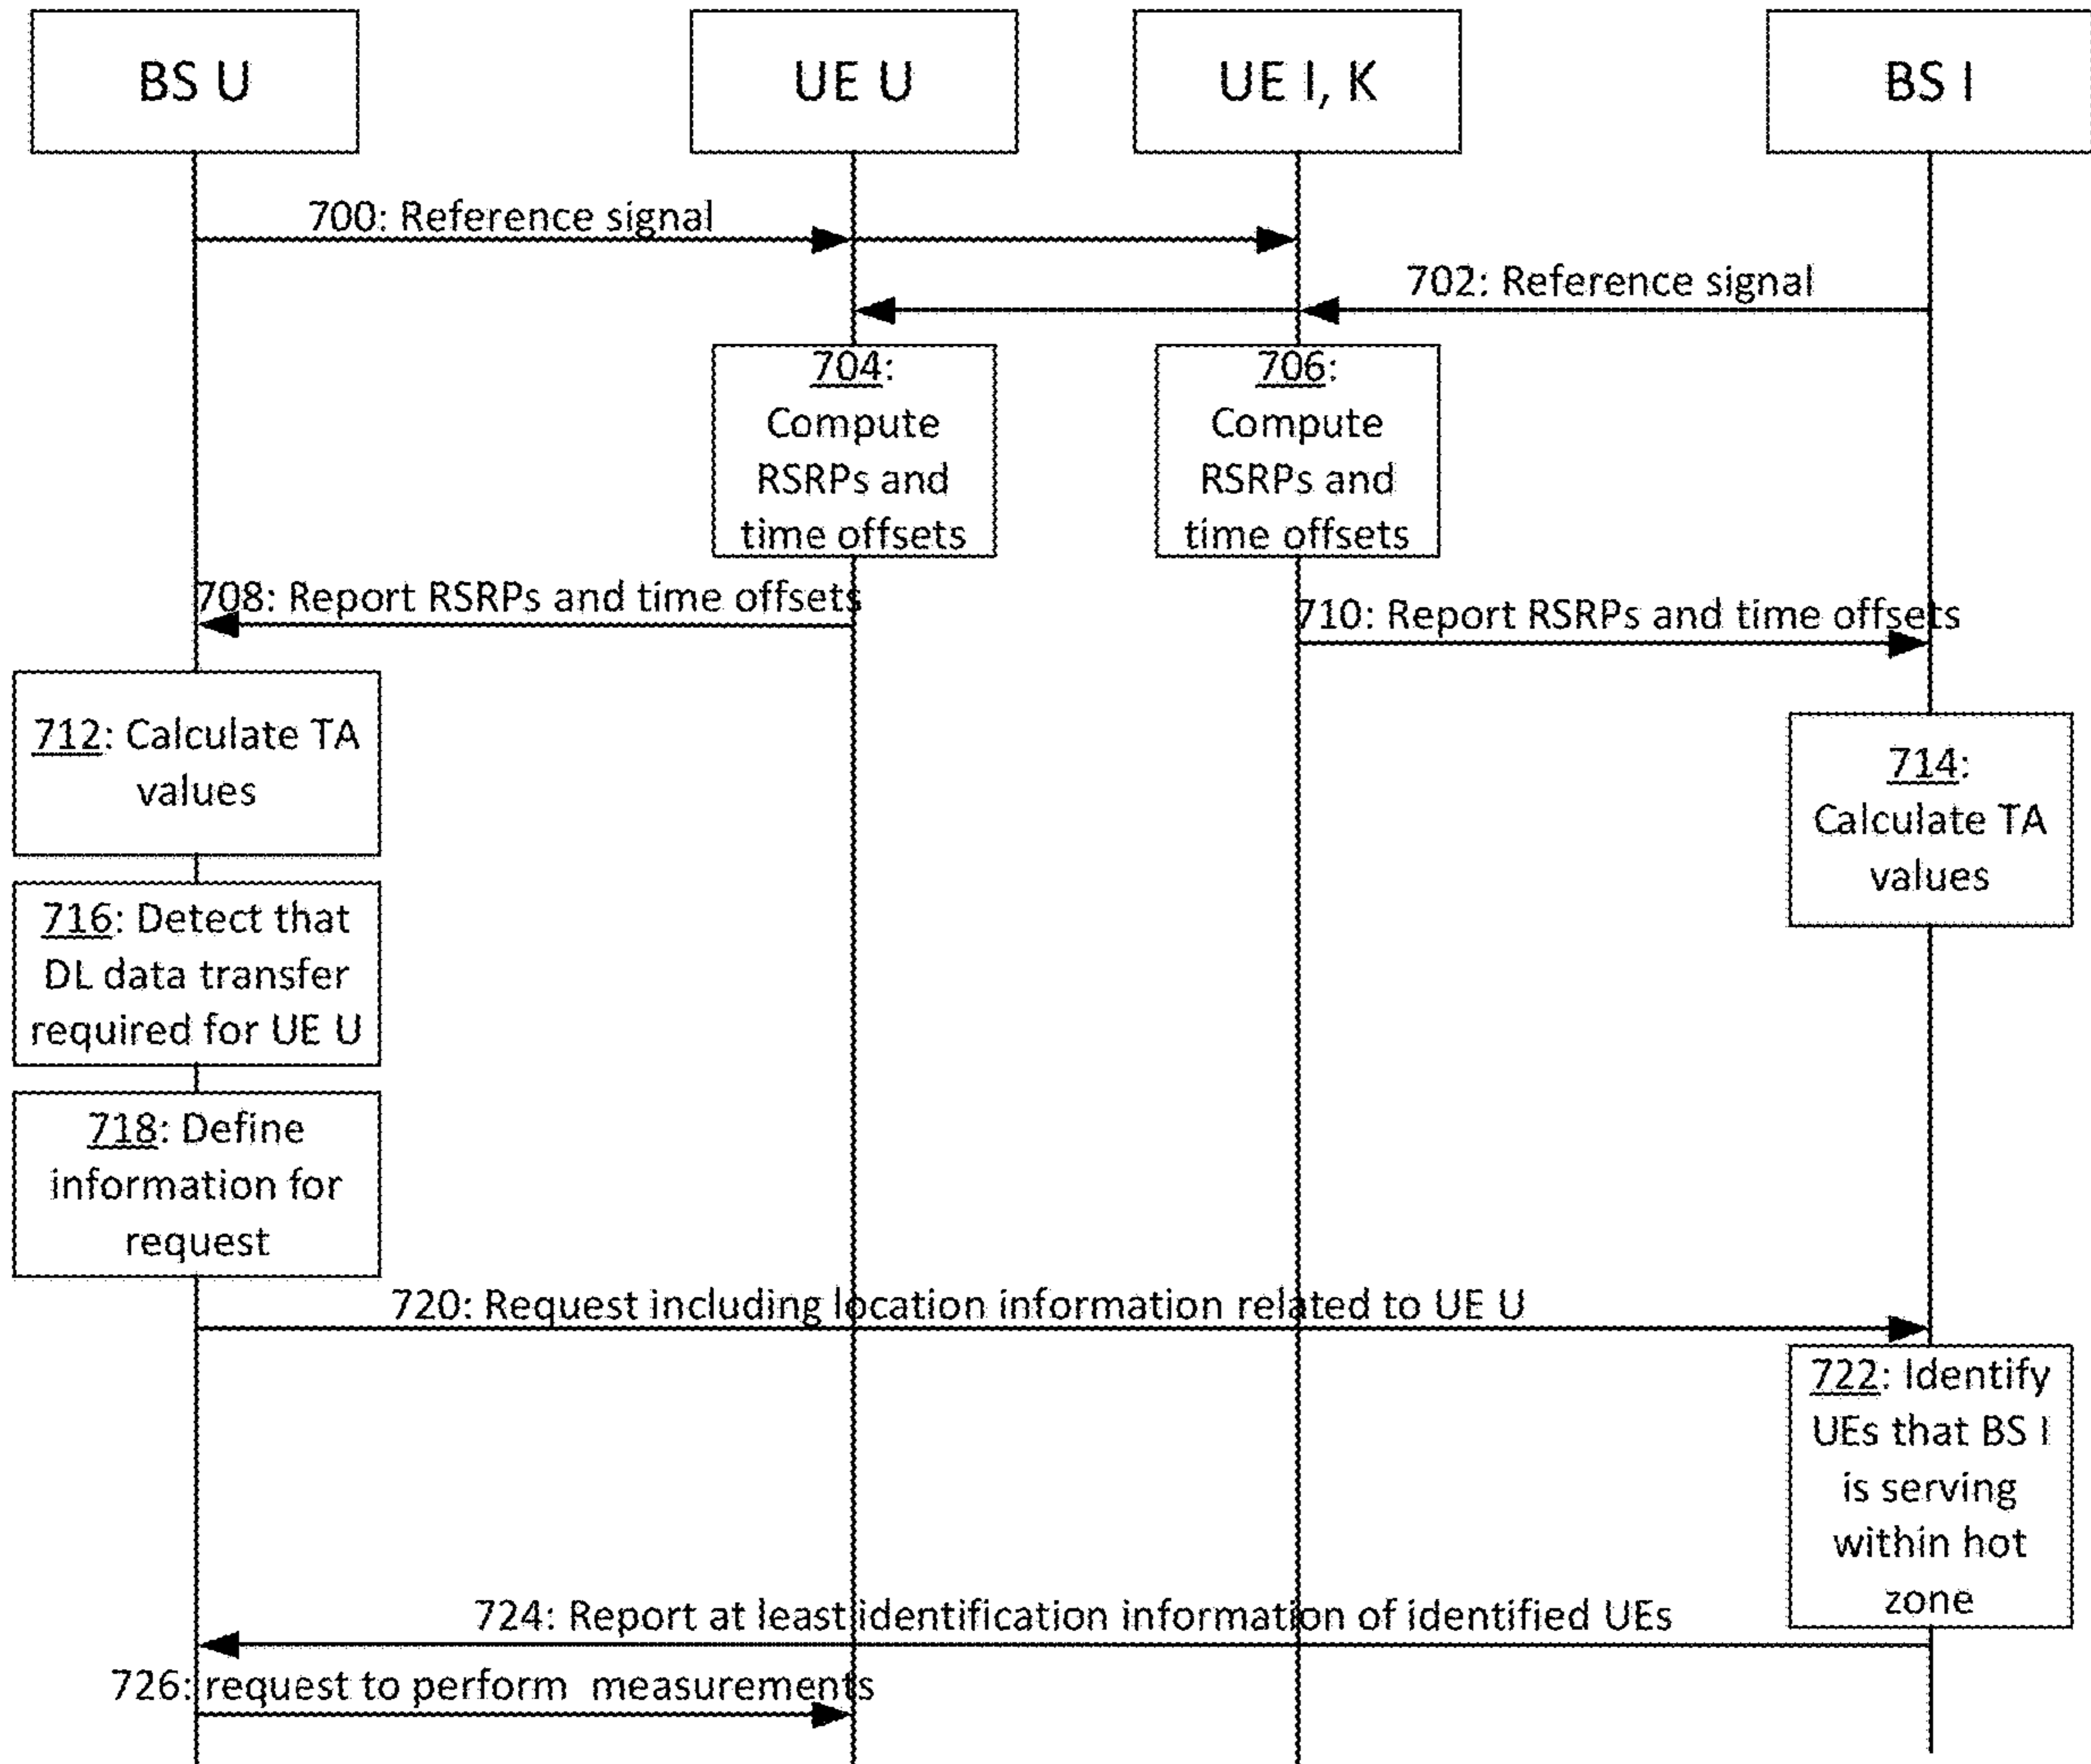 BS U
UE U
UE I, K
BS I
700: Reference signal
702: Reference signal
704:
Compute
RSRPs and
time offsets
706:
Compute
RSRPs and
time offsets
708: Report RSRPs and time offsets
710: Report RSRPs and time offsets
712: Calculate TA
values
714:
Calculate TA
values
716: Detect that
DL data transfer
required for UE U
718: Define
information for
request
720: Request including location information related to UE U
722: Identify
UEs that BS I
is serving
within hot
zone
724: Report at least identification information of identified UEs
726: request to perform measurements